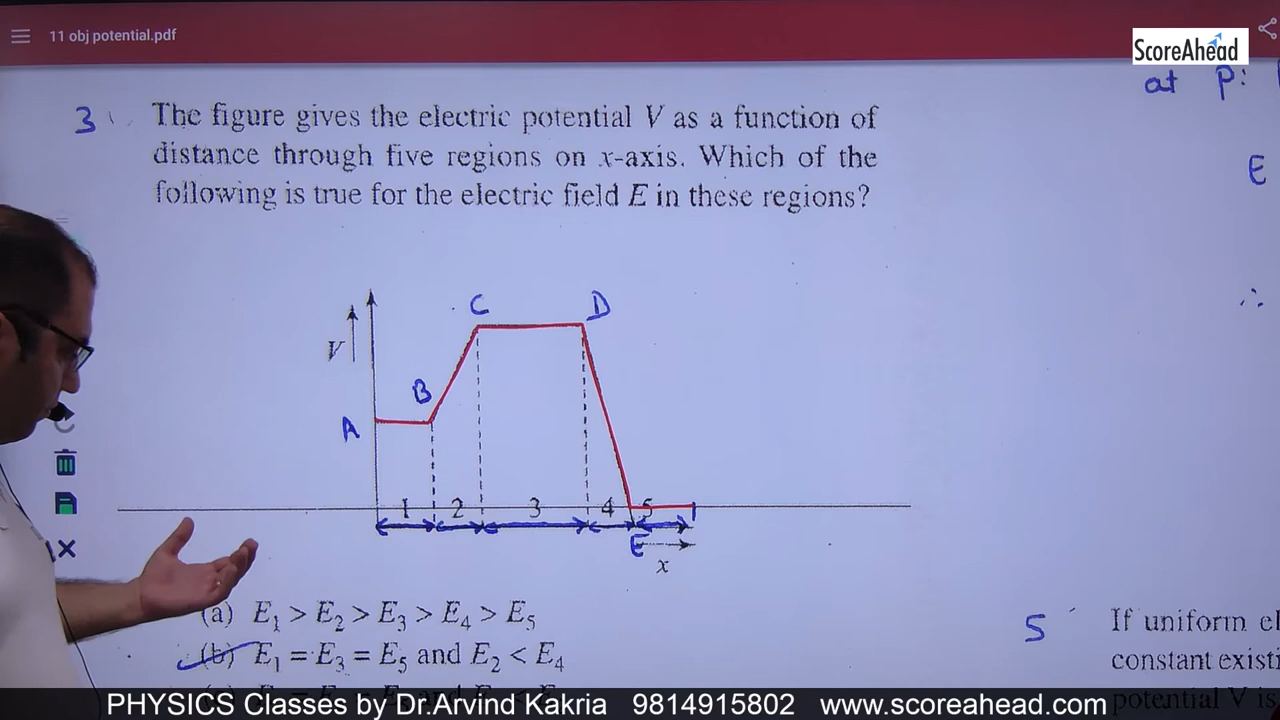 11 obj potential.pdf
ScoreAhead
at P:
3
The figure gives the electric potential V as a function of
distance through five regions on x-axis. Which of the
following is true for the electric field E in these regions?
E
∴
C
D
V
B
A
1 2 3 4 5
E
x
(a) E₁ > E₂ > E₃ > E₄ > E₅
(b) E₁ = E₃ = E₅ and E₂ < E₄
5
If uniform el
constant existi
potential V is
PHYSICS Classes by Dr.Arvind Kakria 9814915802 www.scoreahead.com